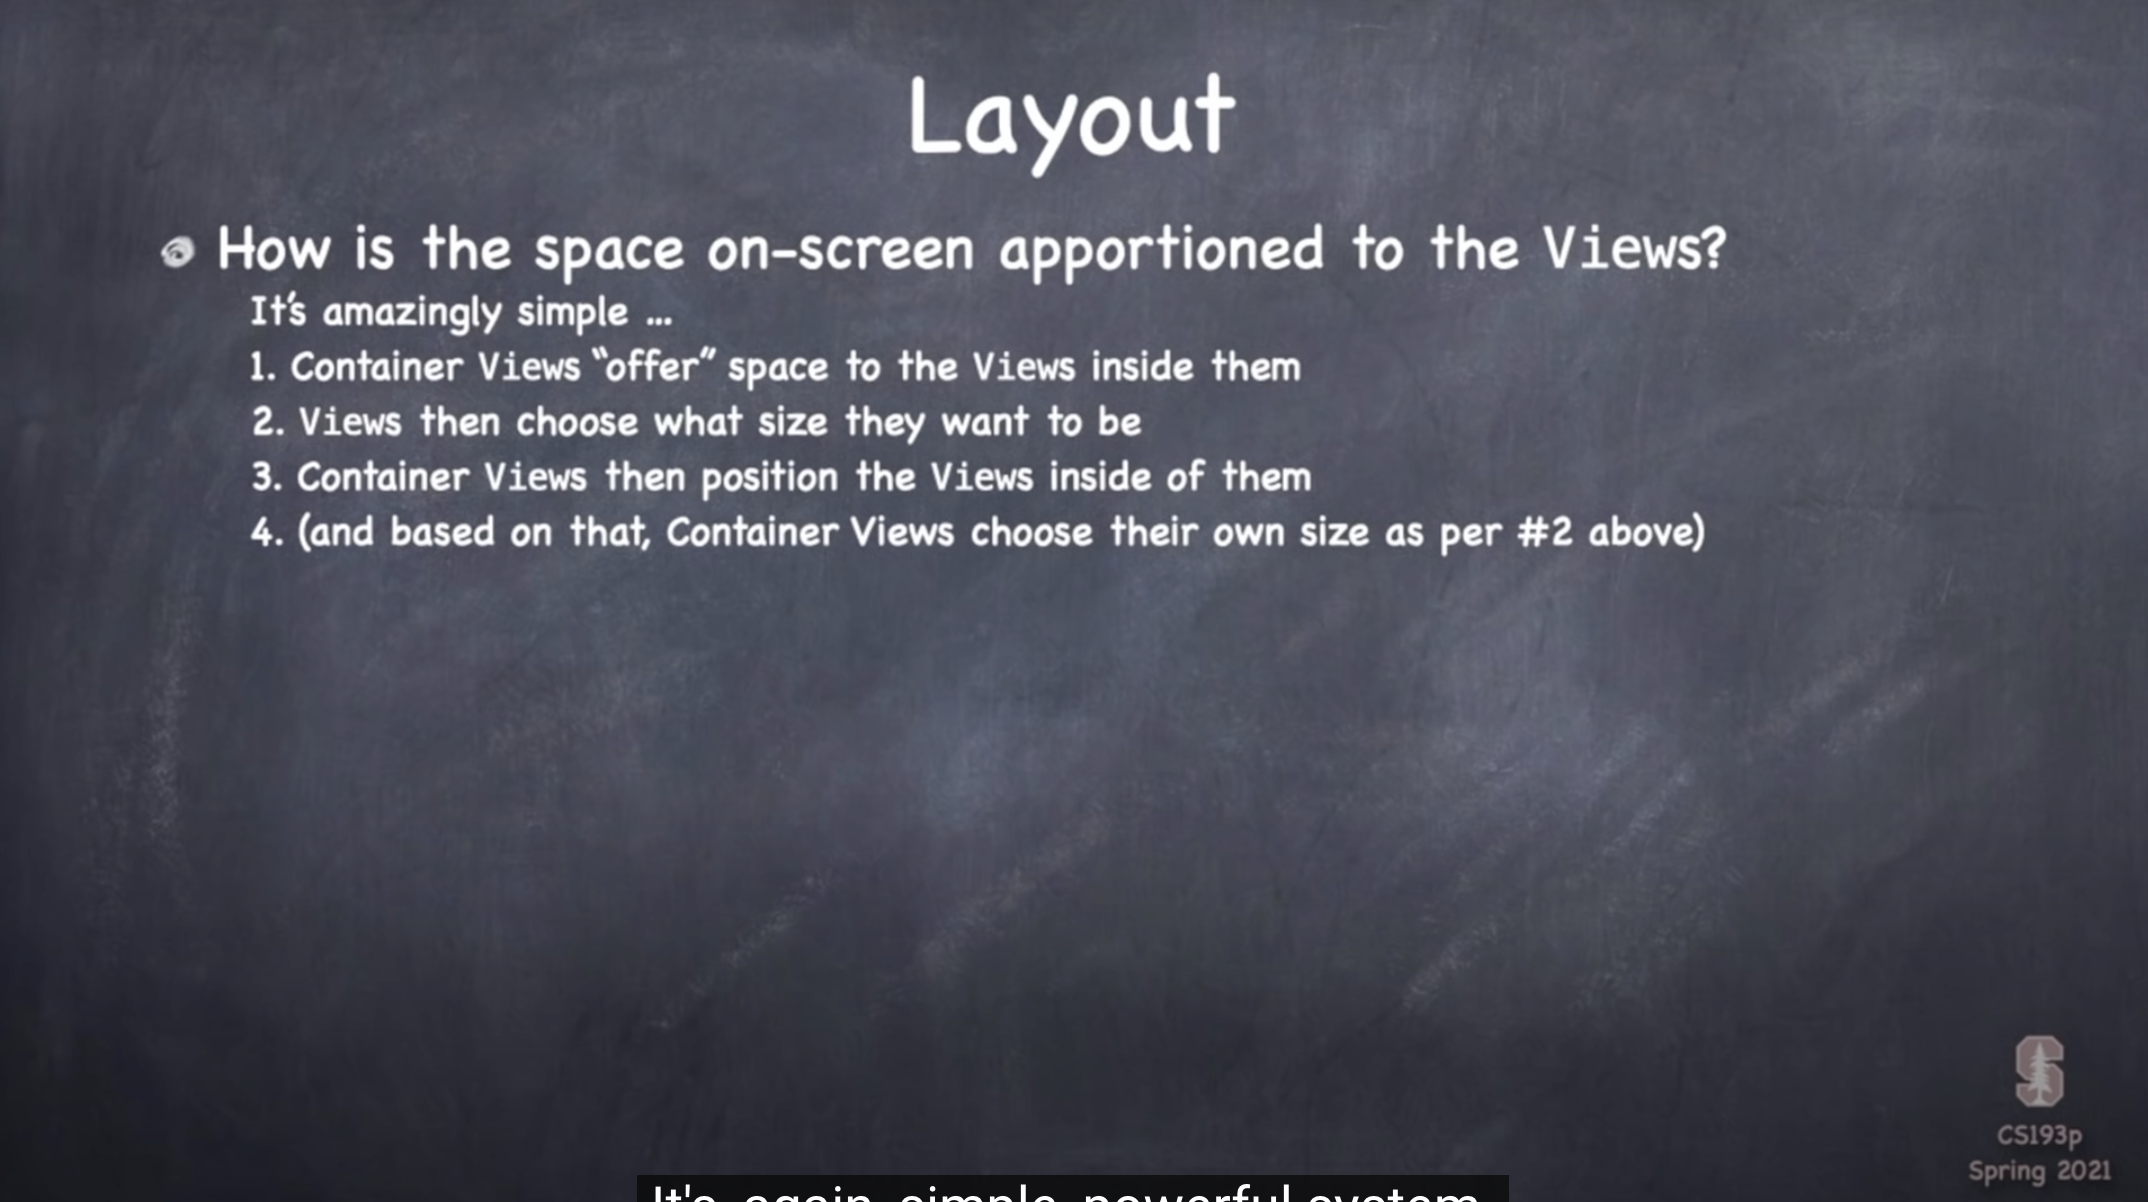 Layout
How is the space on-screen apportioned to the Views?
It's amazingly simple ...
1. Container Views “offer” space to the Views inside them
2. Views then choose what size they want to be
3. Container Views then position the Views inside of them
4. (and based on that, Container Views choose their own size as per #2 above)
S
CS193p
Spring 2021
It's, again, simple, powerful system